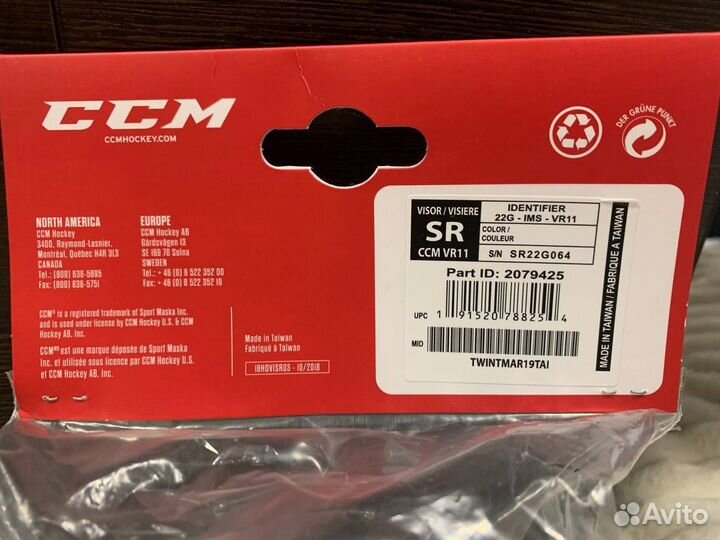 CCM
CCMHOCKEY.COM
DER GRÜNE PUNKT
NORTH AMERICA
CCM Hockey
3400, Raymond-Lasnier,
Montréal, Québec H4R 3L3
CANADA
Tel.: (800) 636-5895
Fax: (800) 636-5751
EUROPE
CCM Hockey AB
Gårdsvägen 13
SE 169 70 Solna
SWEDEN
Tel.: + 46 (0) 8 522 352 00
Fax: + 46 (0) 8 522 352 10
CCM® is a registered trademark of Sport Maska Inc.
and is used under license by CCM Hockey U.S. & CCM
Hockey.
CCMMD est une marque déposée de Sport Maska
Inc. et utilisée sous licence par CCM Hockey U.S.
et CCM Hockey.
Made in Taiwan
Fabriqué à Taiwan
18HDVISR03 - 10/2018
VISOR / VISIERE
SR
CCM VR11
IDENTIFIER
22G - IMS - VR11
COLOR /
COULEUR
S/N SR22G064
Part ID: 2079425
UPC 1 91520 78825 4
MID
TWINTMAR19TAI
MADE IN TAIWAN / FABRIQUE A TAIWAN
Avito